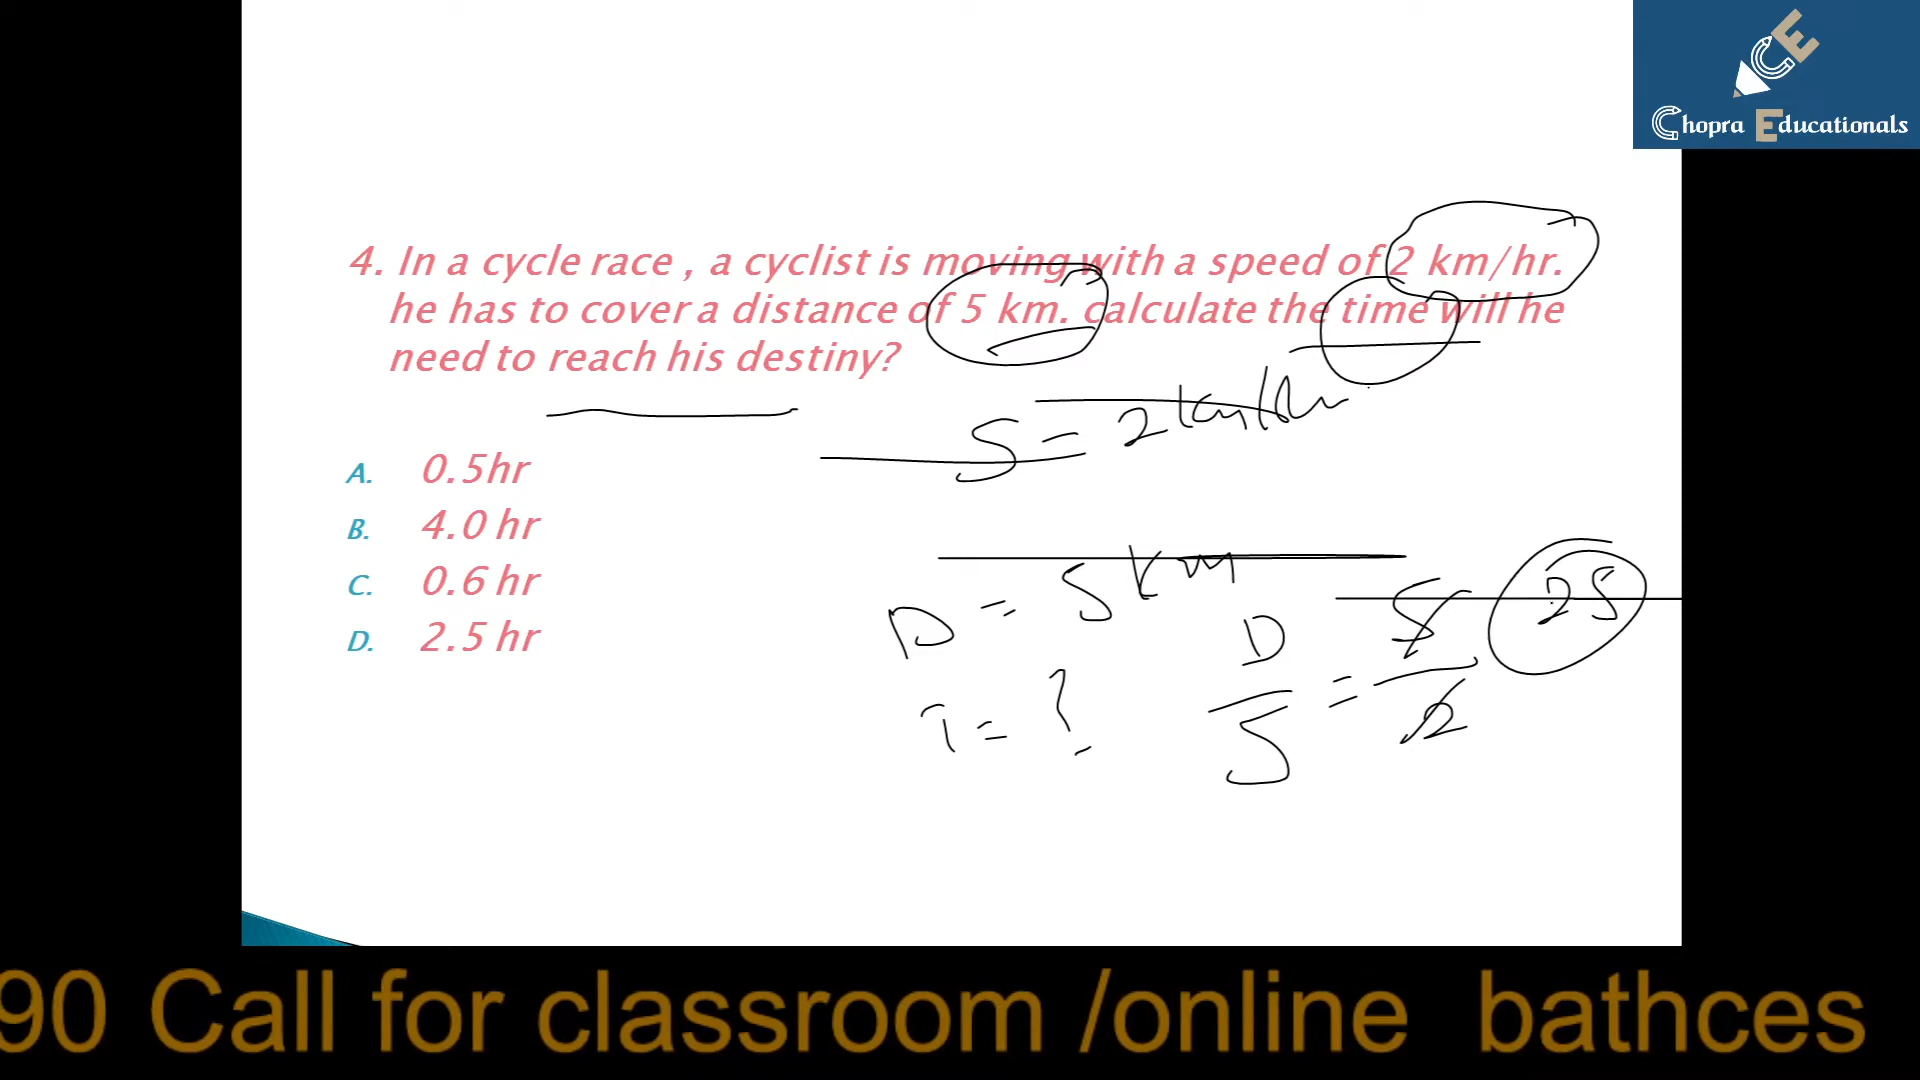 Chopra Educationals
4. In a cycle race , a cyclist is moving with a speed of 2 km/hr.
he has to cover a distance of 5 km. calculate the time will he
need to reach his destiny?
S = 2 km/hr
A. 0.5hr
B. 4.0 hr
C. 0.6 hr
D. 2.5 hr
D = 5 km
T = ?
D/S = 5/2
25
90 Call for classroom /online bathces